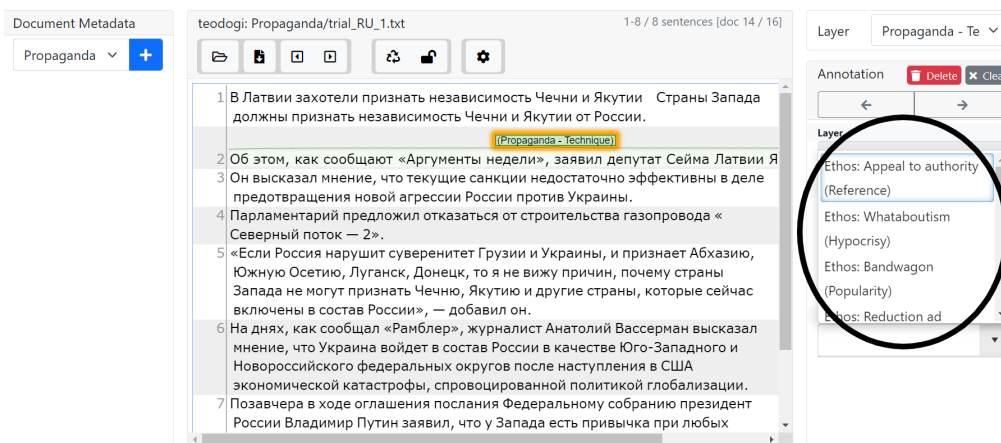 Document Metadata
Propaganda
+
teodogi: Propaganda/trial_RU_1.txt
1-8 / 8 sentences [doc 14 / 16]
1 В Латвии захотели признать независимость Чечни и Якутии Страны Запада
должны признать независимость Чечни и Якутии от России.
(Propaganda - Technique)
2 Об этом, как сообщают «Аргументы недели», заявил депутат Сейма Латвии Я
3 Он высказал мнение, что текущие санкции недостаточно эффективны в деле
предотвращения новой агрессии России против Украины.
4 Парламентарий предложил отказаться от строительства газопровода «
Северный поток — 2».
5 «Если Россия нарушит суверенитет Грузии и Украины, и признает Абхазию,
Южную Осетию, Луганск, Донецк, то я не вижу причин, почему страны
Запада не могут признать Чечню, Якутию и другие страны, которые сейчас
включены в состав России», — добавил он.
6 На днях, как сообщал «Рамблер», журналист Анатолий Вассерман высказал
мнение, что Украина войдет в состав России в качестве Юго-Западного и
Новороссийского федеральных округов после наступления в США
экономической катастрофы, спровоцированной политикой глобализации.
7 Позавчера в ходе оглашения послания Федеральному собранию президент
России Владимир Путин заявил, что у Запада есть привычка при любых
Layer
Propaganda - Te
Annotation
Delete
Clea
Layer
Ethos: Appeal to authority
(Reference)
Ethos: Whataboutism
(Hypocrisy)
Ethos: Bandwagon
(Popularity)
Ethos: Reduction ad